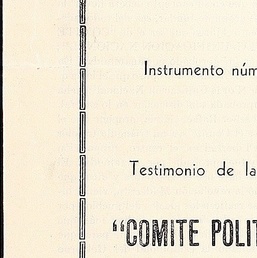 Instrumento núm
Testimonio de la
"COMITE POLIT